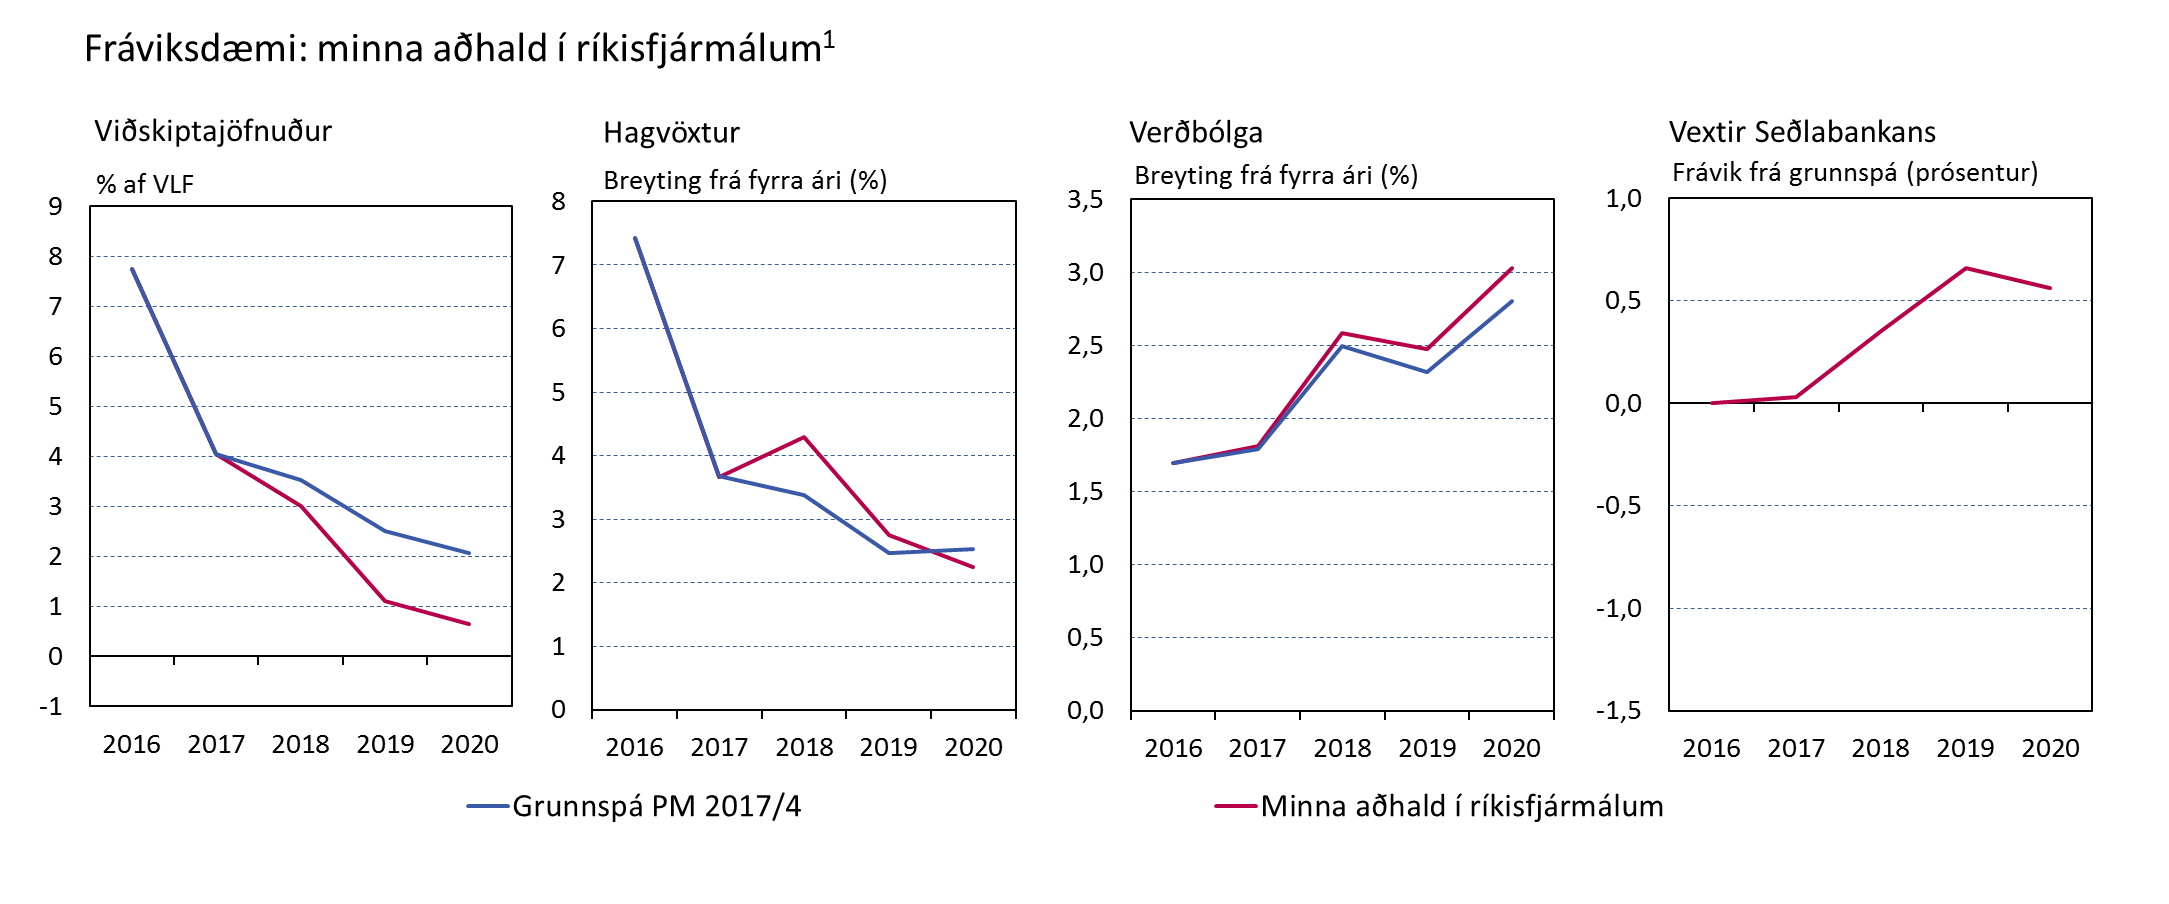 Fráviksdæmi: minna aðhald í ríkisfjármálum¹
Viðskiptajöfnuður
% af VLF
9
8
7
6
5
4
3
2
1
0
-1
2016 2017 2018 2019 2020
Hagvöxtur
Breyting frá fyrra ári (%)
8
7
6
5
4
3
2
1
0
2016 2017 2018 2019 2020
Verðbólga
Breyting frá fyrra ári (%)
3,5
3,0
2,5
2,0
1,5
1,0
0,5
0,0
2016 2017 2018 2019 2020
Vextir Seðlabankans
Frávik frá grunnspá (prósentur)
1,0
0,5
0,0
-0,5
-1,0
-1,5
2016 2017 2018 2019 2020
Grunnspá PM 2017/4
Minna aðhald í ríkisfjármálum